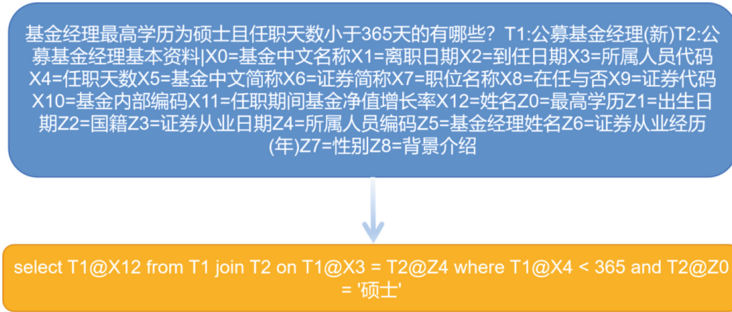 基金经理最高学历为硕士且任职天数小于365天的有哪些？T1:公募基金经理(新)T2:公
募基金经理基本资料|X0=基金中文名称X1=离职日期X2=到任日期X3=所属人员代码
X4=任职天数X5=基金中文简称X6=证券简称X7=职位名称X8=在任与否X9=证券代码
X10=基金内部编码X11=任职期间基金净值增长率X12=姓名Z0=最高学历Z1=出生日
期Z2=国籍Z3=证券从业日期Z4=所属人员编码Z5=基金经理姓名Z6=证券从业经历
(年)Z7=性别Z8=背景介绍
select T1@X12 from T1 join T2 on T1@X3 = T2@Z4 where T1@X4 < 365 and T2@Z0
= '硕士'